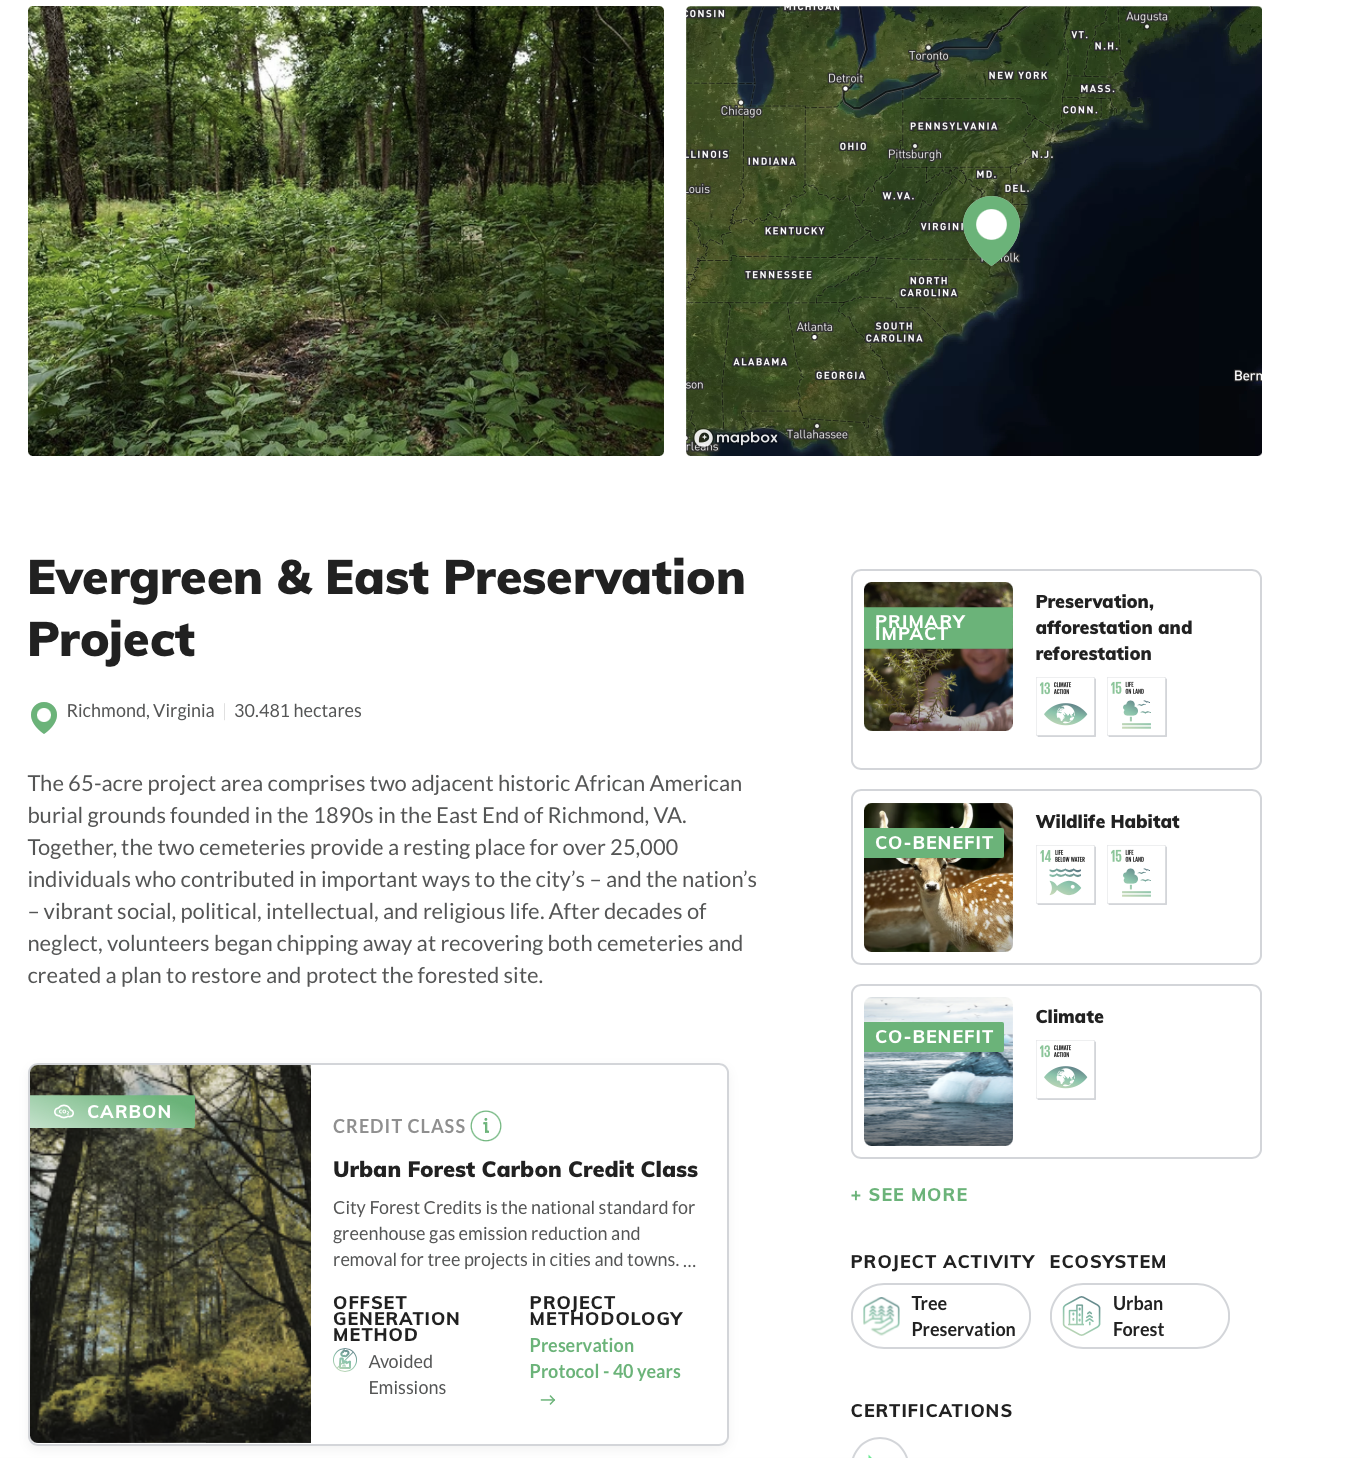 CONSIN
MICHIGAN
Augusta
VT.
N.H.
Toronto
Detroit
NEW YORK
MASS.
Chicago
CONN.
PENNSYLVANIA
OHIO
Pittsburgh
N.J.
LLINOIS
INDIANA
MD.
DEL.
ouis
W.VA.
KENTUCKY
VIRGINI
folk
TENNESSEE
NORTH
CAROLINA
Atlanta
SOUTH
CAROLINA
ALABAMA
GEORGIA
son
Bern
mapbox
Tallahassee
rleans
Evergreen & East Preservation
Project
Richmond, Virginia
30.481 hectares
The 65-acre project area comprises two adjacent historic African American
burial grounds founded in the 1890s in the East End of Richmond, VA.
Together, the two cemeteries provide a resting place for over 25,000
individuals who contributed in important ways to the city’s – and the nation’s
– vibrant social, political, intellectual, and religious life. After decades of
neglect, volunteers began chipping away at recovering both cemeteries and
created a plan to restore and protect the forested site.
CARBON
CREDIT CLASS i
Urban Forest Carbon Credit Class
City Forest Credits is the national standard for
greenhouse gas emission reduction and
removal for tree projects in cities and towns. …
OFFSET
GENERATION
METHOD
Avoided
Emissions
PROJECT
METHODOLOGY
Preservation
Protocol - 40 years
→
PRIMARY
IMPACT
Preservation,
afforestation and
reforestation
13 CLIMATE
ACTION
15 LIFE
ON LAND
CO-BENEFIT
Wildlife Habitat
14 LIFE
BELOW WATER
15 LIFE
ON LAND
CO-BENEFIT
Climate
13 CLIMATE
ACTION
+ SEE MORE
PROJECT ACTIVITY
Tree
Preservation
ECOSYSTEM
Urban
Forest
CERTIFICATIONS